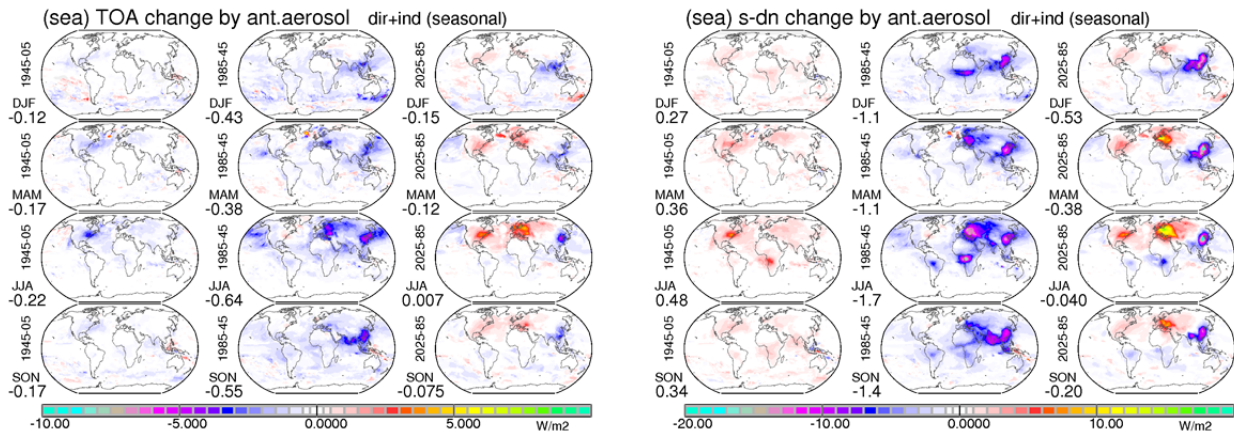 (sea) TOA change by ant.aerosol dir+ind (seasonal)
1945-05 1985-45 2025-85
DJF DJF DJF
-0.12 -0.43 -0.15
1945-05 1985-45 2025-85
MAM MAM MAM
-0.17 -0.38 -0.12
1945-05 1985-45 2025-85
JJA JJA JJA
-0.22 -0.64 0.007
1945-05 1985-45 2025-85
SON SON SON
-0.17 -0.55 -0.075
-10.00 -5.000 0.0000 5.000 W/m2
(sea) s-dn change by ant.aerosol dir+ind (seasonal)
1945-05 1985-45 2025-85
DJF DJF DJF
0.27 -1.1 -0.53
1945-05 1985-45 2025-85
MAM MAM MAM
0.36 -1.1 -0.38
1945-05 1985-45 2025-85
JJA JJA JJA
0.48 -1.7 -0.040
1945-05 1985-45 2025-85
SON SON SON
0.34 -1.4 -0.20
-20.00 -10.00 0.0000 10.00 W/m2